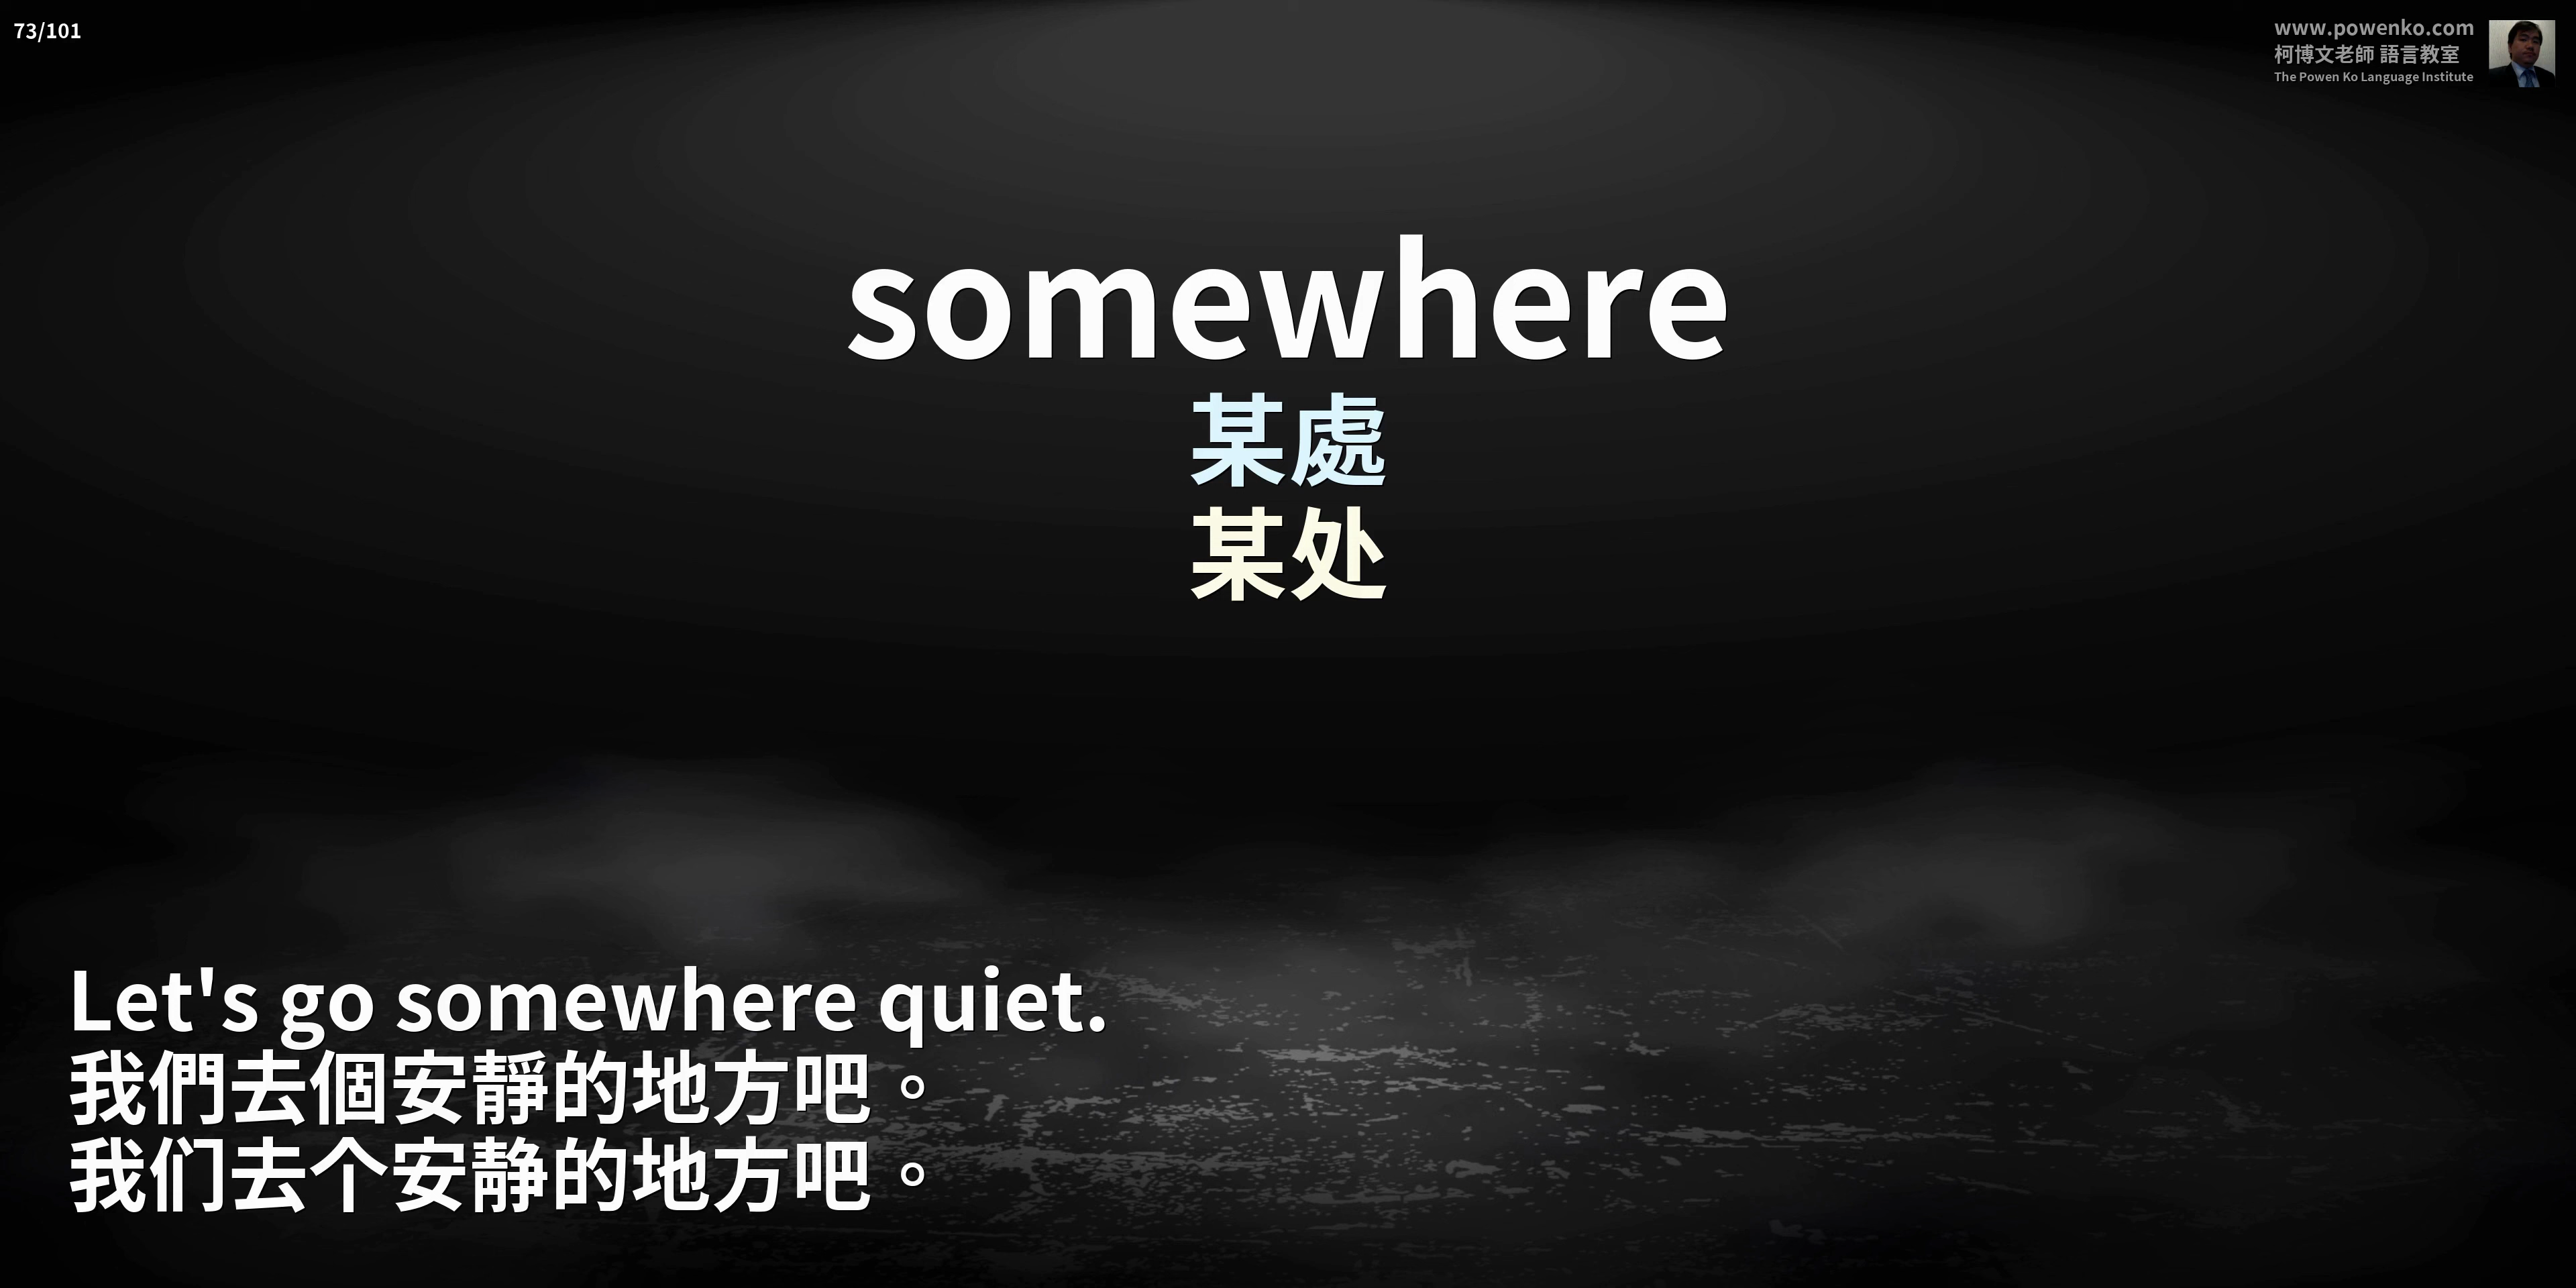 73/101
www.powenko.com
柯博文老師 語言教室
The Powen Ko Language Institute
somewhere
某處
某处
Let's go somewhere quiet.
我們去個安靜的地方吧。
我们去个安静的地方吧。